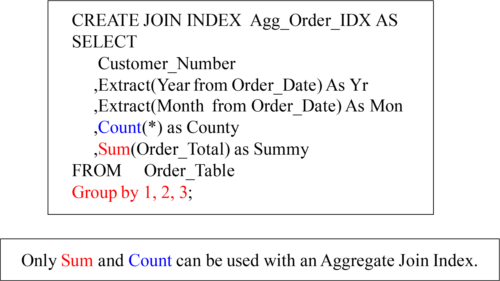 CREATE JOIN INDEX  Agg_Order_IDX AS
SELECT
Customer_Number
,Extract(Year from Order_Date) As Yr
,Extract(Month  from Order_Date) As Mon
,Count(*) as County
,Sum(Order_Total) as Summy
FROM    Order_Table
Group by 1, 2, 3;
Only Sum and Count can be used with an Aggregate Join Index.